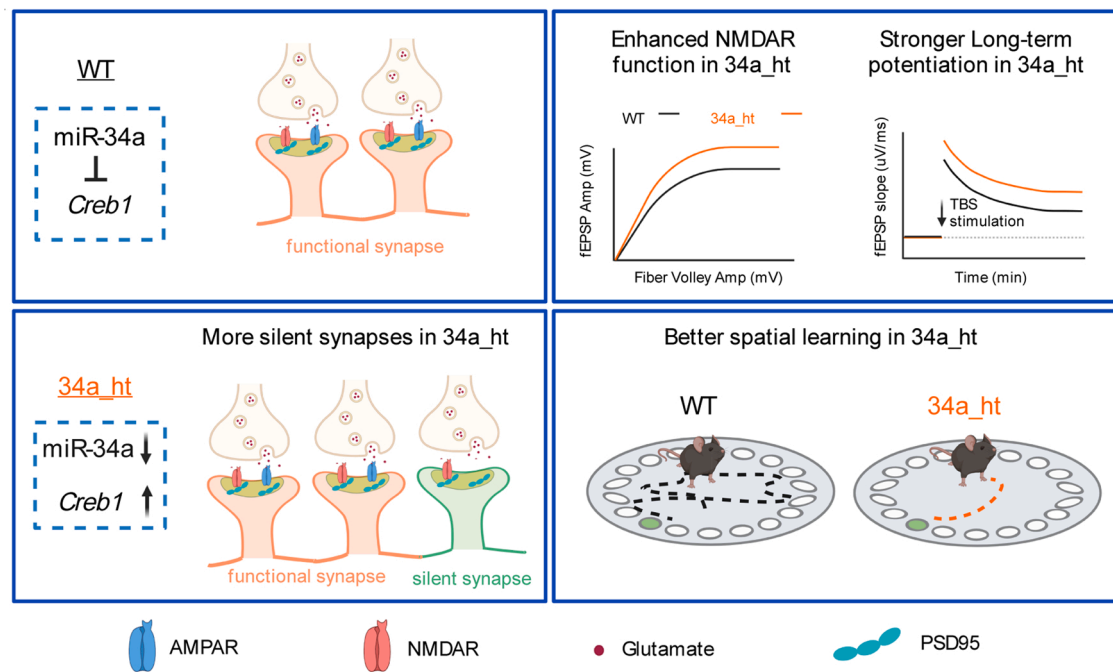 WT
miR-34a
Creb1
functional synapse
Enhanced NMDAR
function in 34a_ht
WT
34a_ht
fEPSP Amp (mV)
Fiber Volley Amp (mV)
Stronger Long-term
potentiation in 34a_ht
fEPSP slope (uV/ms)
TBS
stimulation
Time (min)
More silent synapses in 34a_ht
34a_ht
miR-34a
Creb1
functional synapse
silent synapse
Better spatial learning in 34a_ht
WT
34a_ht
AMPAR
NMDAR
Glutamate
PSD95